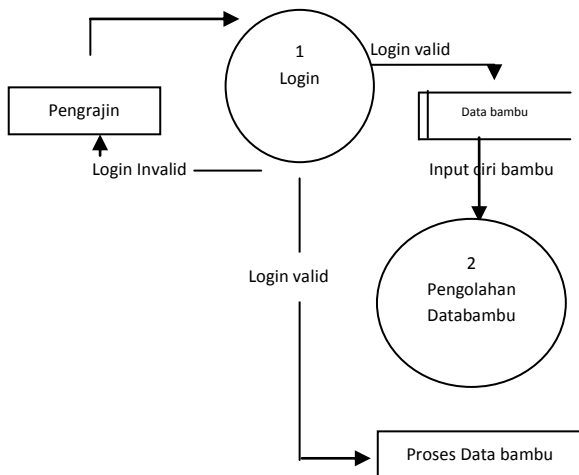 1
Login
Login valid
Pengrajin
Data bambu
Login Invalid
Input ciri bambu
2
Pengolahan
Databambu
Login valid
Proses Data bambu